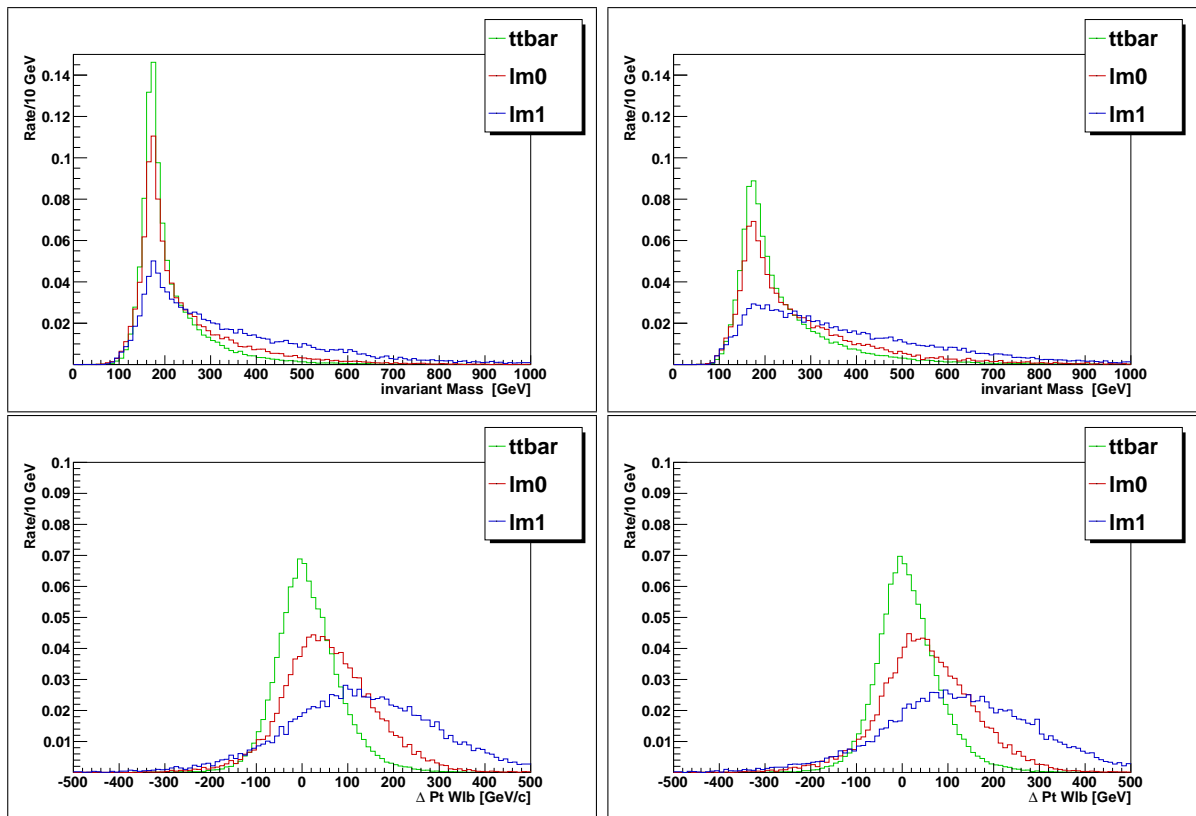 ttbar
lm0
lm1
Rate/10 GeV
0.14
0.12
0.1
0.08
0.06
0.04
0.02
0 100 200 300 400 500 600 700 800 900 1000
invariant Mass [GeV]
ttbar
lm0
lm1
Rate/10 GeV
0.14
0.12
0.1
0.08
0.06
0.04
0.02
0 100 200 300 400 500 600 700 800 900 1000
invariant Mass [GeV]
ttbar
lm0
lm1
Rate/10 GeV
0.1
0.09
0.08
0.07
0.06
0.05
0.04
0.03
0.02
0.01
-500 -400 -300 -200 -100 0 100 200 300 400 500
Δ Pt Wlb [GeV/c]
ttbar
lm0
lm1
Rate/10 GeV
0.1
0.09
0.08
0.07
0.06
0.05
0.04
0.03
0.02
0.01
-500 -400 -300 -200 -100 0 100 200 300 400 500
Δ Pt Wlb [GeV]